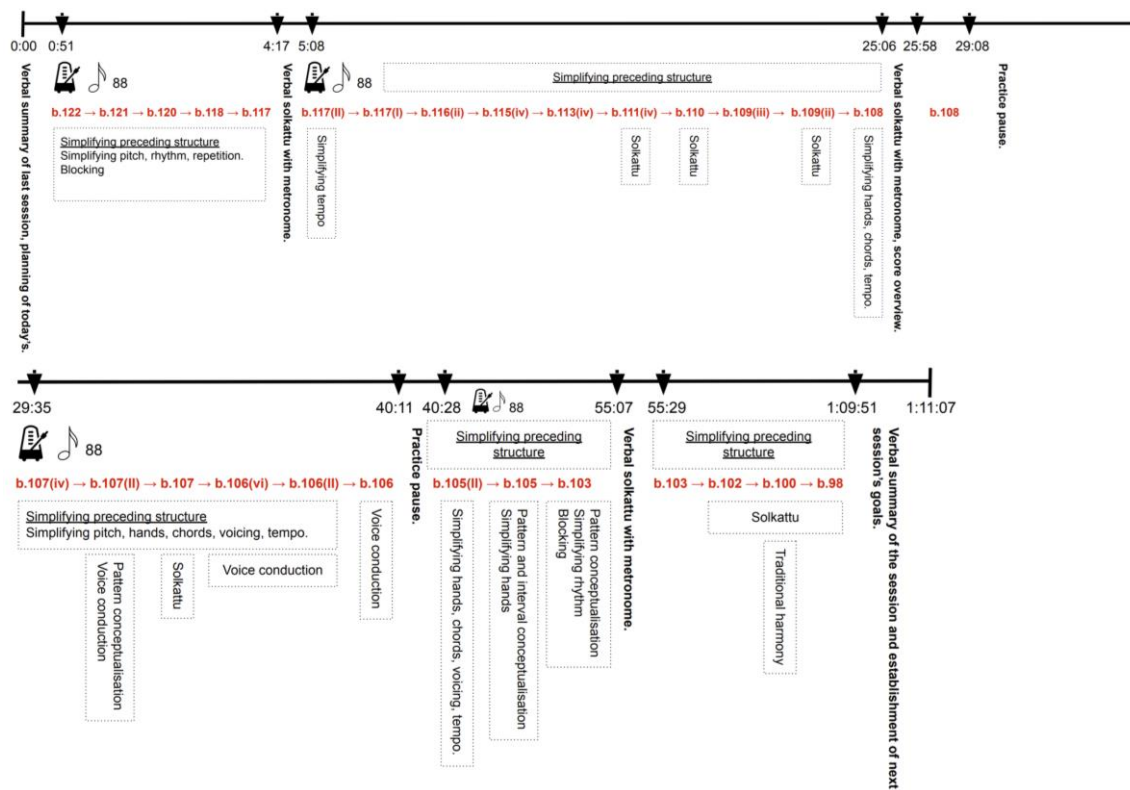 0:00 0:51 4:17 5:08 25:06 25:58 29:08
Verbal summary of last session, planning of today's.
88
b.122 → b.121 → b.120 → b.118 → b.117
Simplifying preceding structure
Simplifying pitch, rhythm, repetition.
Blocking
Verbal solkattu with metronome.
88
Simplifying preceding structure
b.117(II) → b.117(I) → b.116(ii) → b.115(iv) → b.113(iv) → b.111(iv) → b.110 → b.109(iii) → b.109(ii) → b.108
Simplifying tempo
Solkattu
Solkattu
Solkattu
Simplifying hands, chords, tempo.
Verbal solkattu with metronome, score overview.
b.108
Practice pause.
29:35 40:11 40:28 55:07 55:29 1:09:51 1:11:07
88
b.107(iv) → b.107(II) → b.107 → b.106(vi) → b.106(II) → b.106
Simplifying preceding structure
Simplifying pitch, hands, chords, voicing, tempo.
Pattern conceptualisation
Voice conduction
Solkattu
Voice conduction
Voice conduction
Practice pause.
88
Simplifying preceding
structure
b.105(II) → b.105 → b.103
Simplifying hands, chords, voicing, tempo.
Pattern and interval conceptualisation
Simplifying hands
Pattern conceptualisation
Simplifying rhythm
Blocking
Verbal solkattu with metronome.
Simplifying preceding
structure
b.103 → b.102 → b.100 → b.98
Solkattu
Traditional harmony
Verbal summary of the session and establishment of next
session's goals.